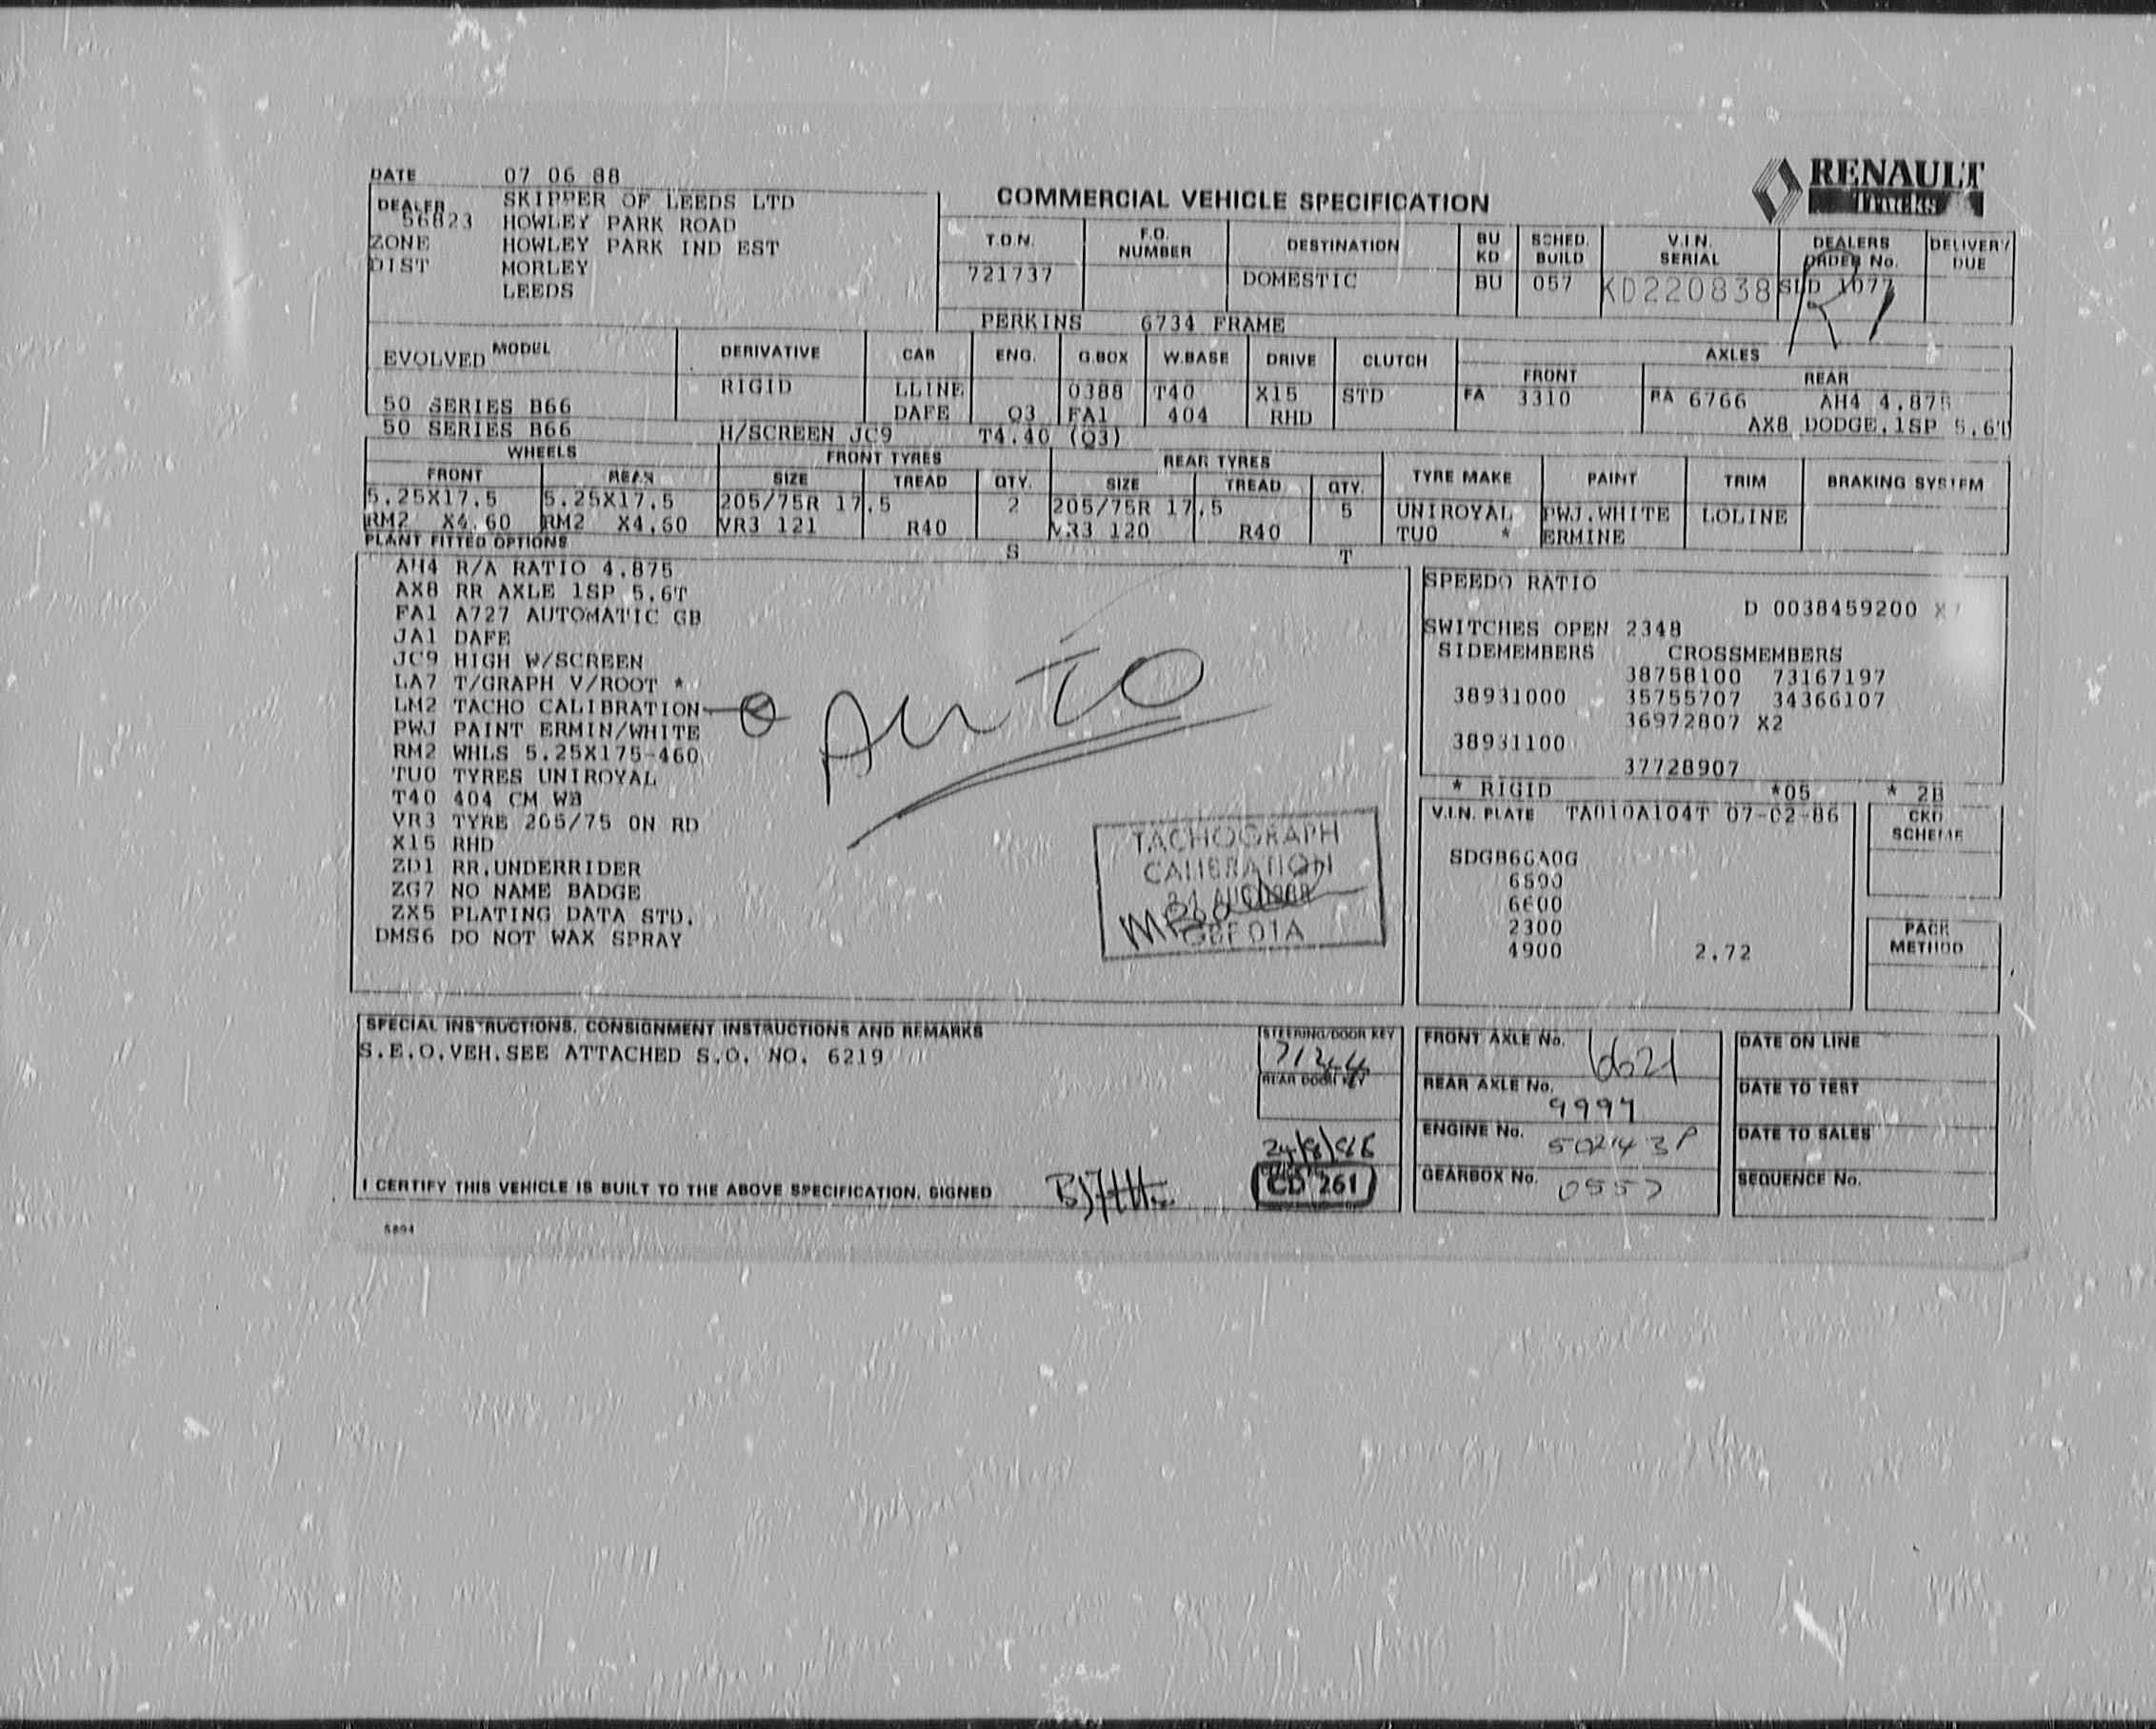 DATE 07 06 88
RENAULT
Trucks
DEALER SKIPPER OF LEEDS LTD
56823 HOWLEY PARK ROAD
ZONE HOWLEY PARK IND EST
DIST MORLEY
LEEDS
COMMERCIAL VEHICLE SPECIFICATION
T.O.N. F.O. NUMBER DESTINATION BU KD SCHED. BUILD V.I.N. SERIAL DEALERS ORDER No. DELIVERY DUE
721737 DOMESTIC BU 057 KD220838 SLD 1077
PERKINS 6734 FRAME
EVOLVED MODEL DERIVATIVE CAB ENG. G.BOX W.BASE DRIVE CLUTCH AXLES
FRONT REAR
RIGID LLINE 0388 T40 X15 STD FA 3310 RA 6766 AH4 4.875
50 SERIES B66 DAFE Q3 FA1 404 RHD AX8 DODGE.1SP 5.6T
50 SERIES B66 H/SCREEN JC9 T4.40 (Q3)
WHEELS FRONT TYRES REAR TYRES TYRE MAKE PAINT TRIM BRAKING SYSTEM
FRONT REAR SIZE TREAD QTY. SIZE TREAD QTY.
5.25X17.5 5.25X17.5 205/75R 17.5 2 205/75R 17.5 5 UNIROYAL PWJ.WHITE LOLINE
RM2 X4.60 RM2 X4.60 VR3 121 R40 VR3 120 R40 TU0 * ERMINE
PLANT FITTED OPTIONS S T
AH4 R/A RATIO 4.875
AX8 RR AXLE 1SP 5.6T
FA1 A727 AUTOMATIC GB
JA1 DAFE
JC9 HIGH W/SCREEN
LA7 T/GRAPH V/ROOT *
LM2 TACHO CALIBRATION
PWJ PAINT ERMIN/WHITE
RM2 WHLS 5.25X175-460
TU0 TYRES UNIROYAL
T40 404 CM WB
VR3 TYRE 205/75 ON RD
X15 RHD
ZD1 RR.UNDERRIDER
ZG7 NO NAME BADGE
ZX5 PLATING DATA STD.
DMS6 DO NOT WAX SPRAY
AUTO
TACHOGRAPH
CALIBRATION
SPEEDO RATIO
D 0038459200
SWITCHES OPEN 2348
SIDEMEMBERS CROSSMEMBERS
38758100 73167197
38931000 35755707 34366107
36972807 X2
38931100
37728907
* RIGID *05 * 2B
V.I.N. PLATE TA010A104T 07-02-86
CKD SCHEME
SDGB66A0G
6600
2300
4900 2.72
PACK METHOD
SPECIAL INSTRUCTIONS, CONSIGNMENT INSTRUCTIONS AND REMARKS
S.E.O.VEH.SEE ATTACHED S.O. NO. 6219
STEERING/DOOR KEY
REAR DOOR KEY
24/8/88
CD 261
I CERTIFY THIS VEHICLE IS BUILT TO THE ABOVE SPECIFICATION. SIGNED
FRONT AXLE No. 6621
REAR AXLE No. 9997
ENGINE No. 50243P
GEARBOX No. 0557
DATE ON LINE
DATE TO TEST
DATE TO SALES
SEQUENCE No.
5894